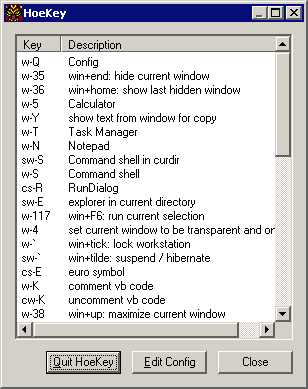 HoeKey
Key Description
w-Q Config
w-35 win+end: hide current window
w-36 win+home: show last hidden window
w-5 Calculator
w-Y show text from window for copy
w-T Task Manager
w-N Notepad
sw-S Command shell in curdir
w-S Command shell
cs-R RunDialog
sw-E explorer in current directory
w-117 win+F6: run current selection
w-4 set current window to be transparent and on
w-` win+tick: lock workstation
sw-` win+tilde: suspend / hibernate
cs-E euro symbol
w-K comment vb code
cw-K uncomment vb code
w-38 win+up: maximize current window
Quit HoeKey Edit Config Close